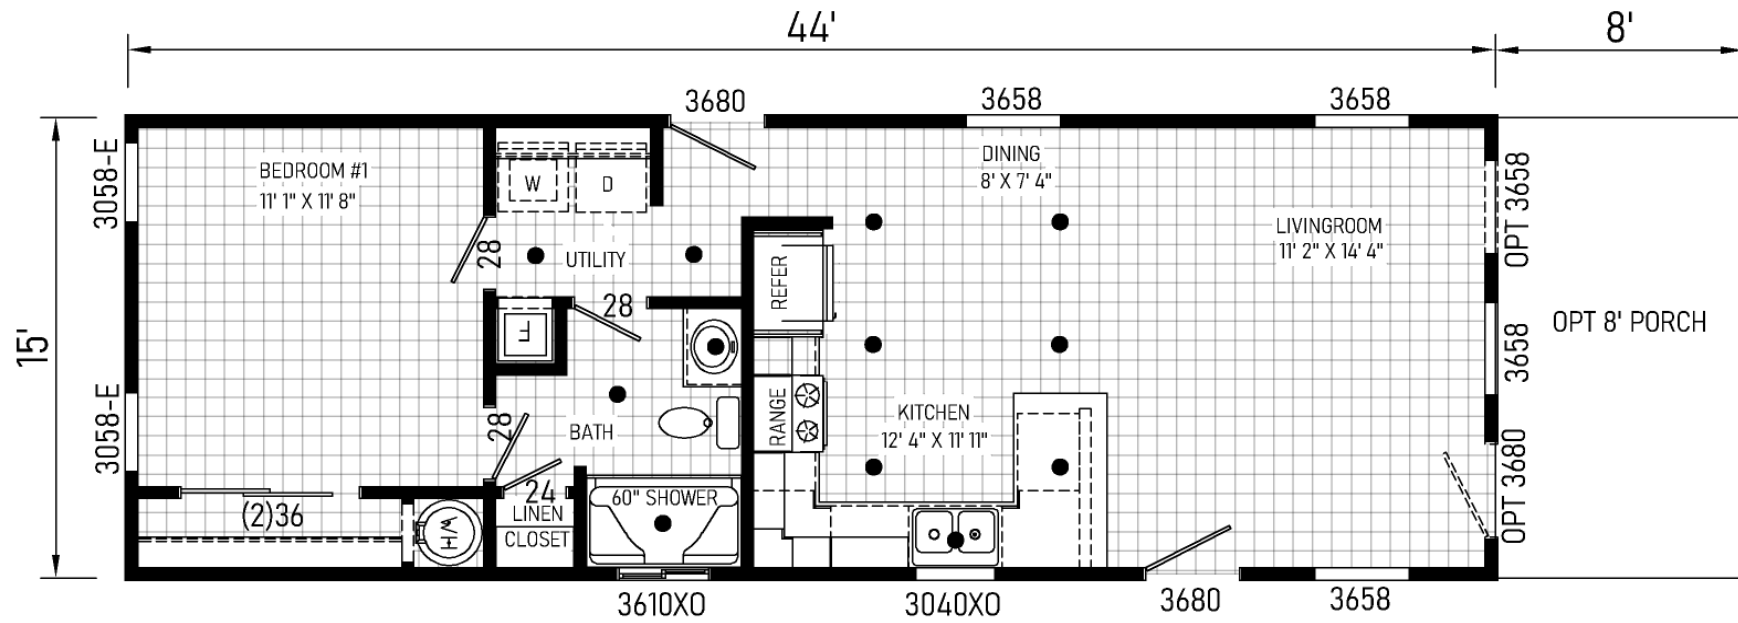 44'
8'
3680
3658
3658
15'
3058-E
BEDROOM #1
11' 1" X 11' 8"
W
D
DINING
8' X 7' 4"
OPT 3658
LIVINGROOM
11' 2" X 14' 4"
28
UTILITY
REFER
28
F
OPT 8' PORCH
3658
3058-E
28
BATH
RANGE
KITCHEN
12' 4" X 11' 11"
OPT 3680
(2)36
WH
24
LINEN
CLOSET
60" SHOWER
3610XO
3040XO
3680
3658